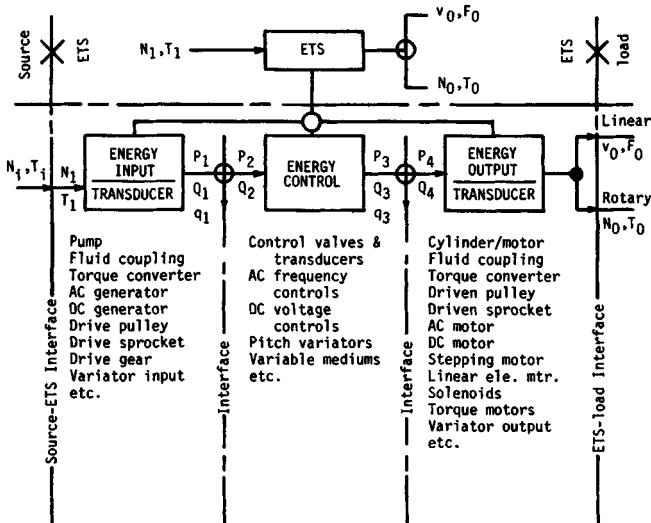 v₀,F₀
Source
ETS
N₁,T₁
ETS
ETS
load
N₀,T₀
Linear
Nᵢ,Tᵢ
N₁
T₁
ENERGY
INPUT
TRANSDUCER
P₁
Q₁
q₁
P₂
Q₂
ENERGY
CONTROL
P₃
Q₃
q₃
P₄
Q₄
ENERGY
OUTPUT
TRANSDUCER
v₀,F₀
Rotary
N₀,T₀
Pump
Fluid coupling
Torque converter
AC generator
DC generator
Drive pulley
Drive sprocket
Drive gear
Variator input
etc.
Control valves &
transducers
AC frequency
controls
DC voltage
controls
Pitch variators
Variable mediums
etc.
Cylinder/motor
Fluid coupling
Torque converter
Driven pulley
Driven sprocket
AC motor
DC motor
Stepping motor
Linear ele. mtr.
Solenoids
Torque motors
Variator output
etc.
Source-ETS Interface
Interface
Interface
ETS-load Interface